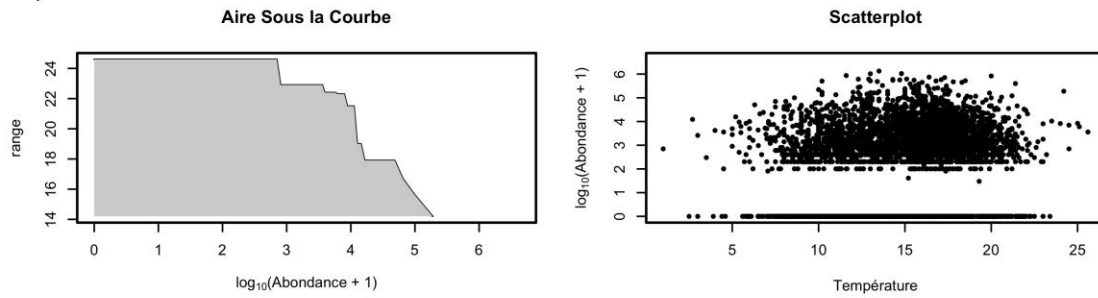 Aire Sous la Courbe
range
14 16 18 20 22 24
0 1 2 3 4 5 6
log₁₀(Abondance + 1)
Scatterplot
log₁₀(Abondance + 1)
0 1 2 3 4 5 6
5 10 15 20 25
Température